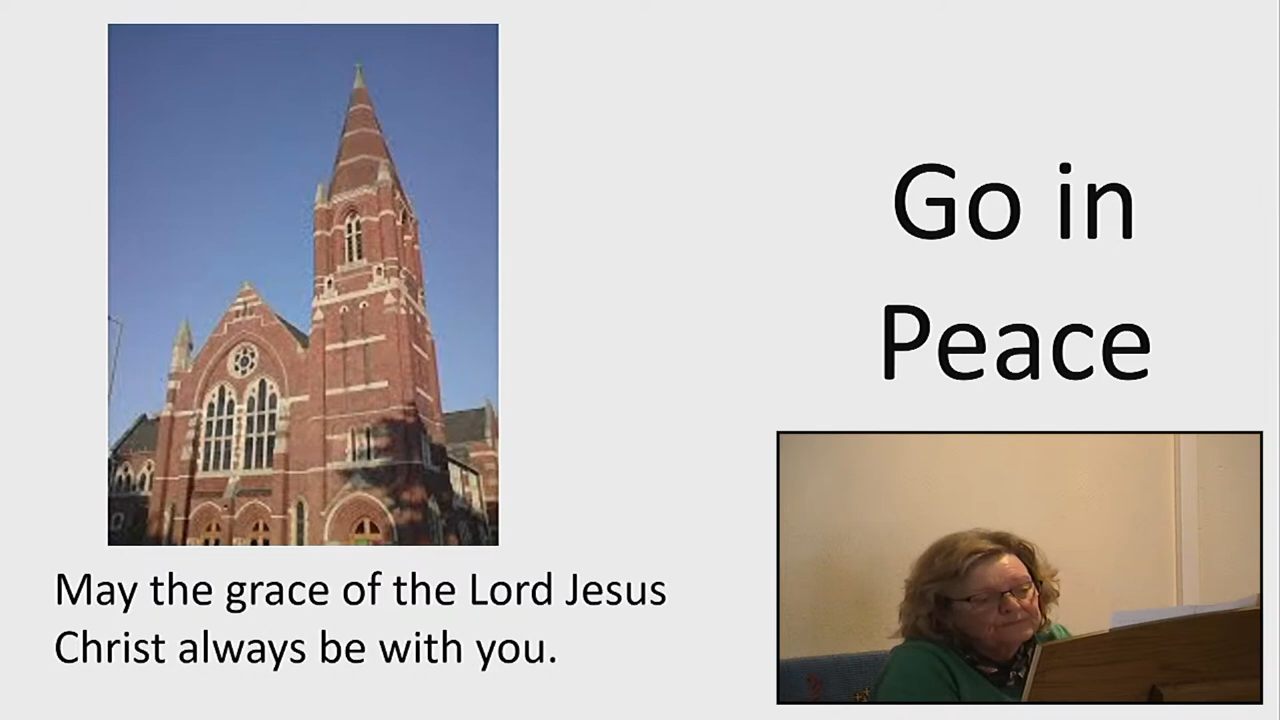 Go in
Peace
May the grace of the Lord Jesus
Christ always be with you.